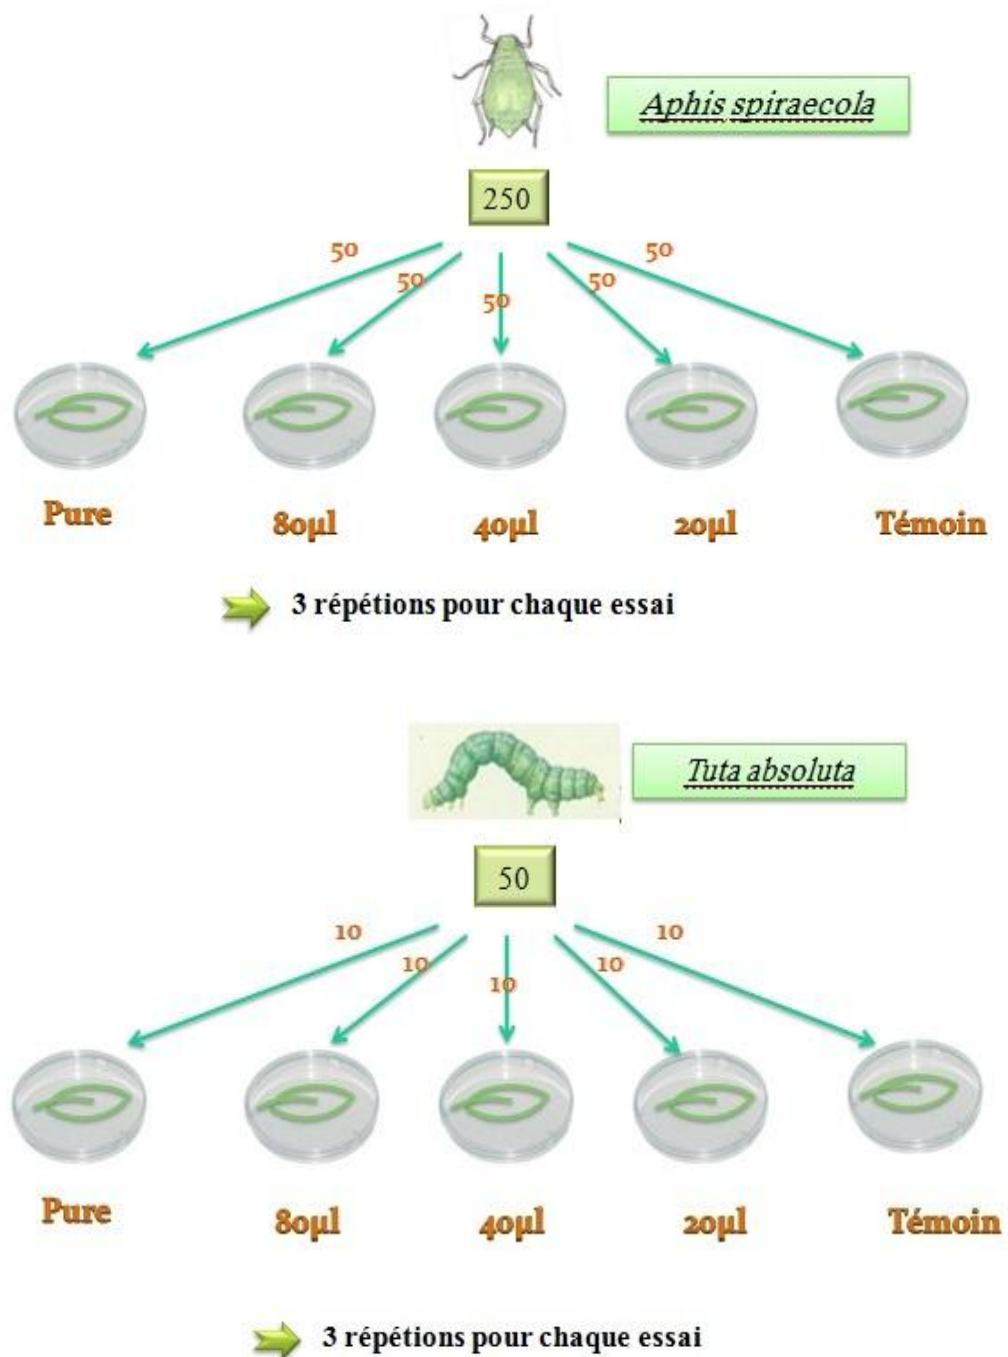 Aphis spiraecola
250
50 50 50 50 50
Pure 80µl 40µl 20µl Témoin
3 répétions pour chaque essai
Tuta absoluta
50
10 10 10 10 10
Pure 80µl 40µl 20µl Témoin
3 répétions pour chaque essai